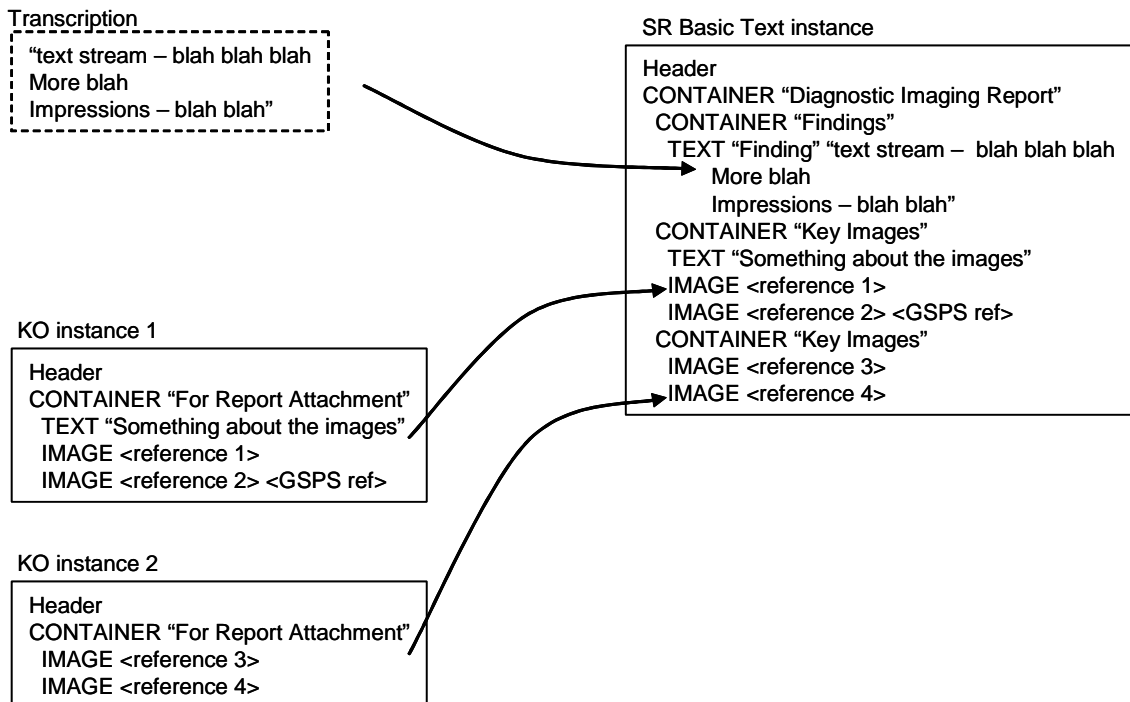 Transcription
“text stream – blah blah blah
More blah
Impressions – blah blah”
KO instance 1
Header
CONTAINER “For Report Attachment”
TEXT “Something about the images”
IMAGE <reference 1>
IMAGE <reference 2> <GSPS ref>
KO instance 2
Header
CONTAINER “For Report Attachment”
IMAGE <reference 3>
IMAGE <reference 4>
SR Basic Text instance
Header
CONTAINER “Diagnostic Imaging Report”
CONTAINER “Findings”
TEXT “Finding” “text stream – blah blah blah
More blah
Impressions – blah blah”
CONTAINER “Key Images”
TEXT “Something about the images”
IMAGE <reference 1>
IMAGE <reference 2> <GSPS ref>
CONTAINER “Key Images”
IMAGE <reference 3>
IMAGE <reference 4>